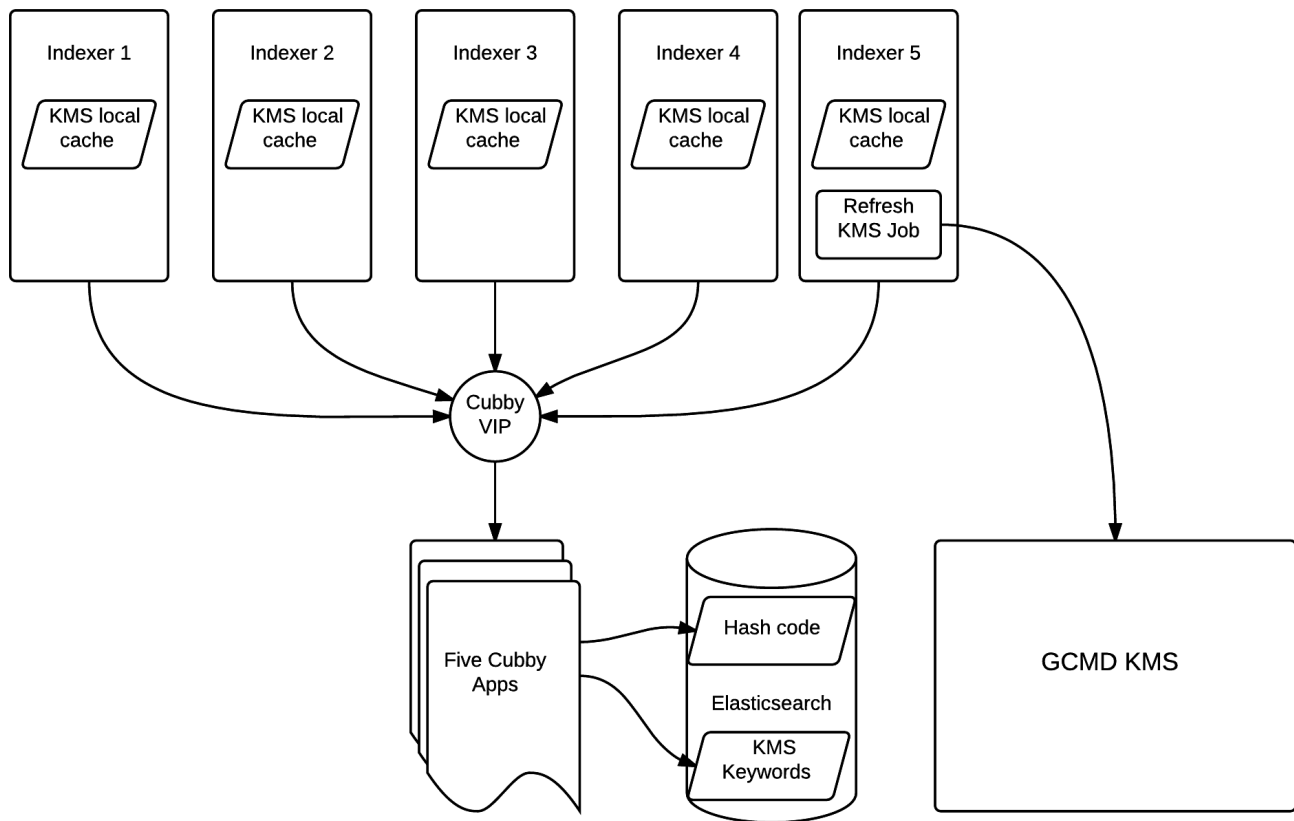 Indexer 1
KMS local
cache
Indexer 2
KMS local
cache
Indexer 3
KMS local
cache
Indexer 4
KMS local
cache
Indexer 5
KMS local
cache
Refresh
KMS Job
Cubby
VIP
Five Cubby
Apps
Hash code
Elasticsearch
KMS
Keywords
GCMD KMS